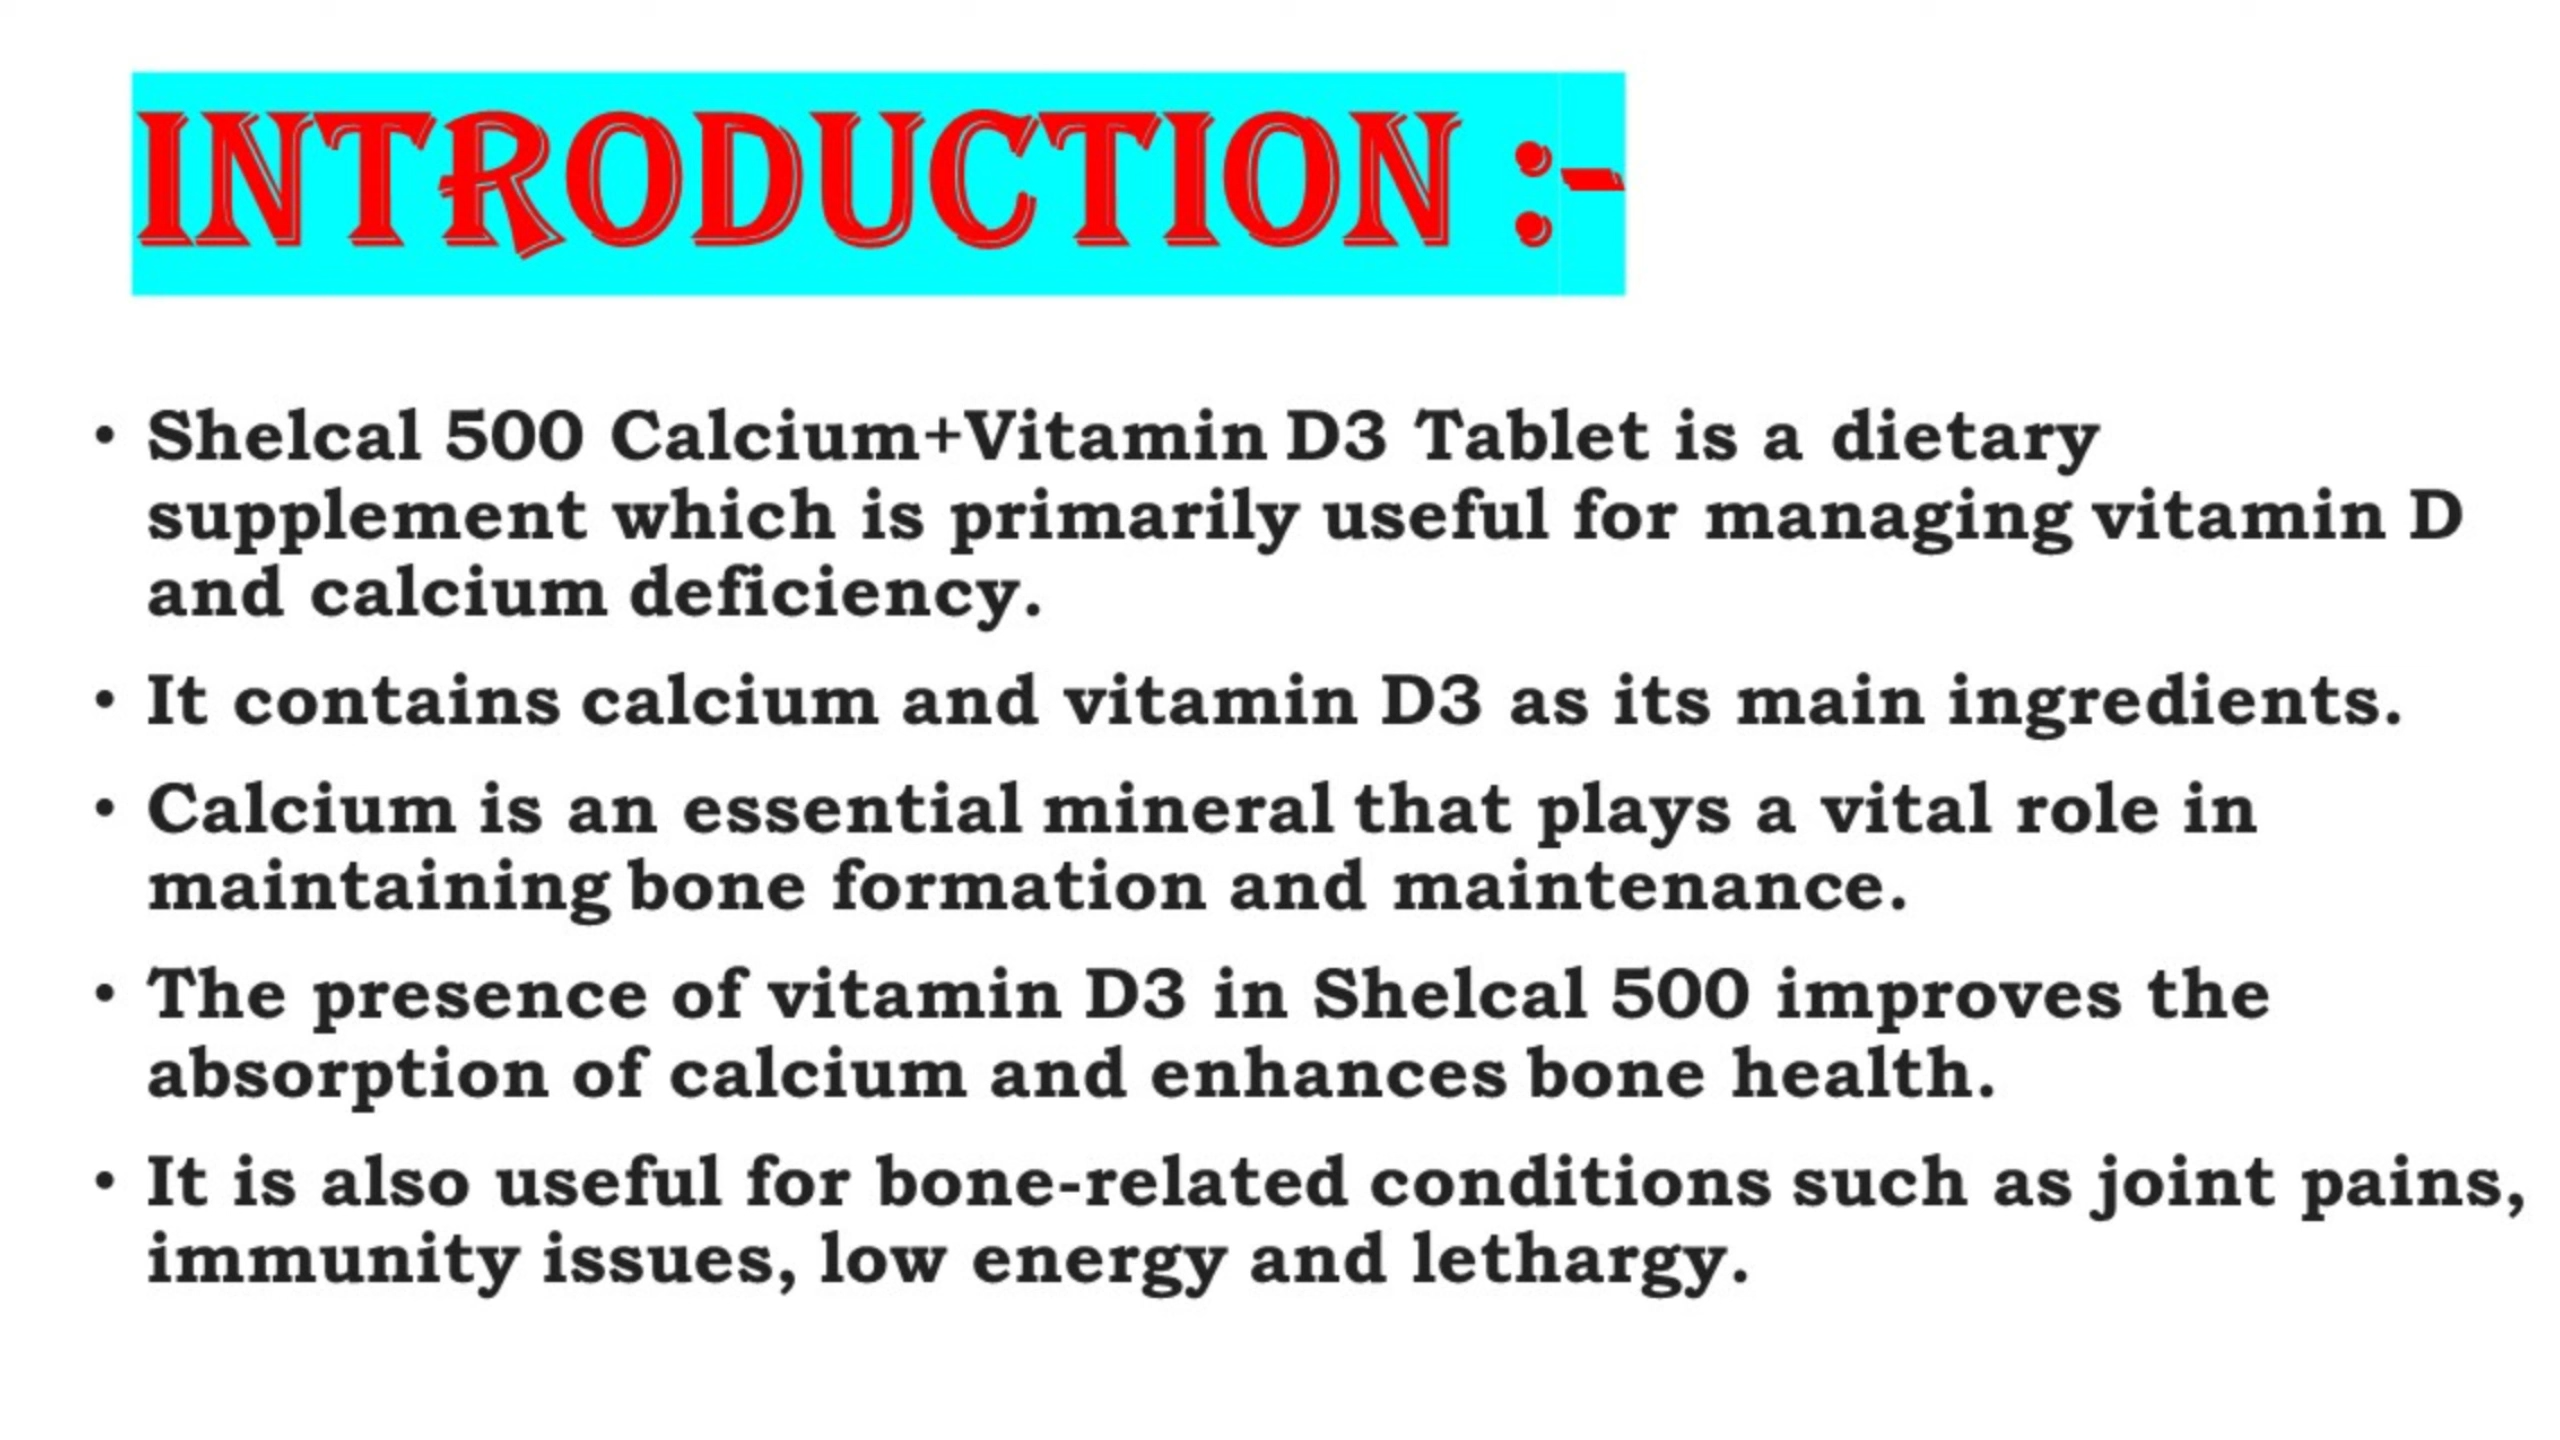 INTRODUCTION :-
• Shelcal 500 Calcium+Vitamin D3 Tablet is a dietary
supplement which is primarily useful for managing vitamin D
and calcium deficiency.
• It contains calcium and vitamin D3 as its main ingredients.
• Calcium is an essential mineral that plays a vital role in
maintaining bone formation and maintenance.
• The presence of vitamin D3 in Shelcal 500 improves the
absorption of calcium and enhances bone health.
• It is also useful for bone-related conditions such as joint pains,
immunity issues, low energy and lethargy.